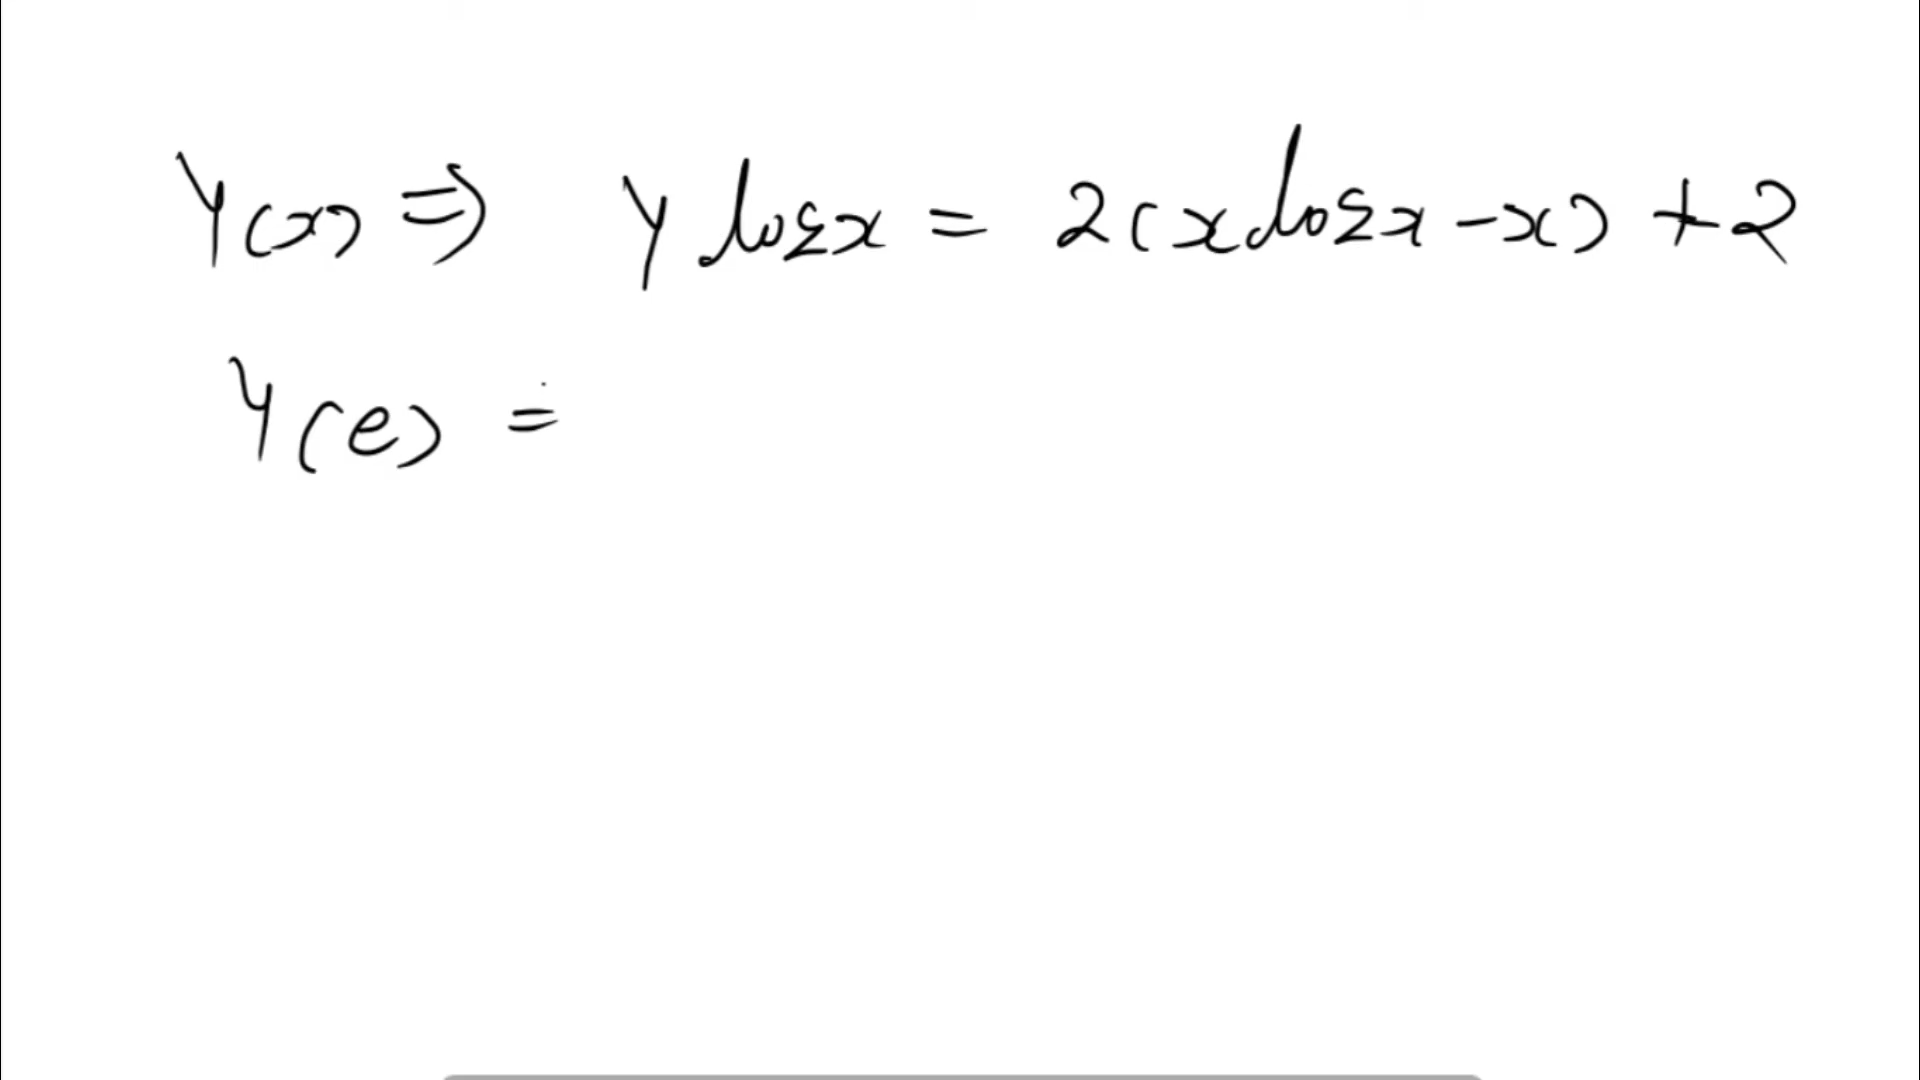 y(x) ⇒ y log x = 2(x log x - x) + 2
y(e) =